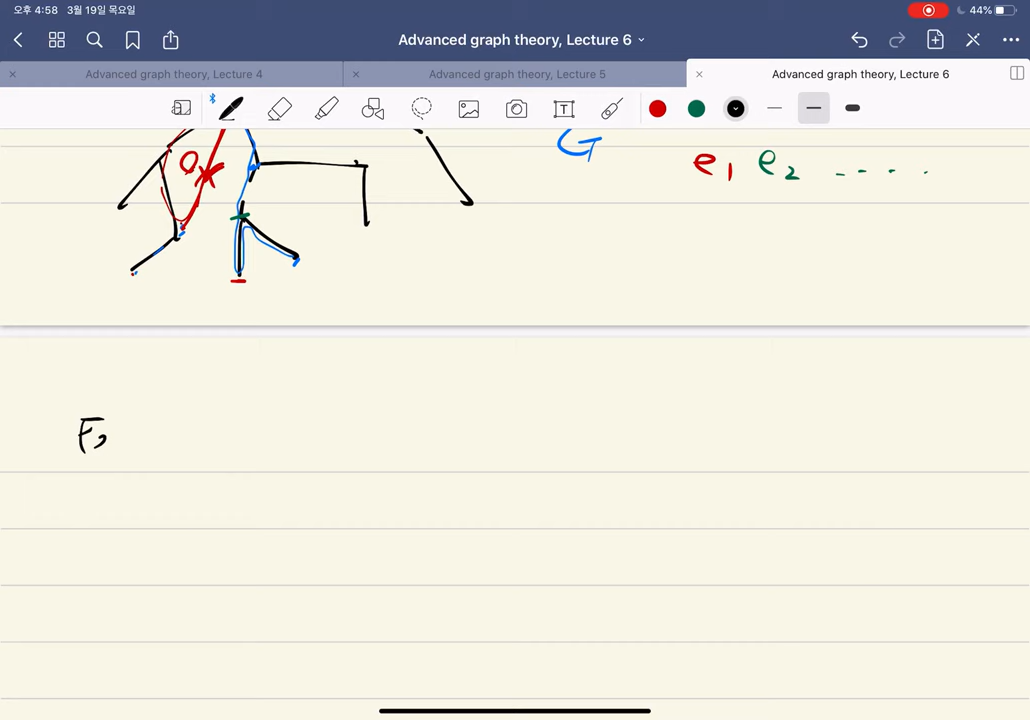 오후 4:58 3월 19일 목요일
44%
Advanced graph theory, Lecture 6
Advanced graph theory, Lecture 4
Advanced graph theory, Lecture 5
Advanced graph theory, Lecture 6
G
e1 e2 - - - .